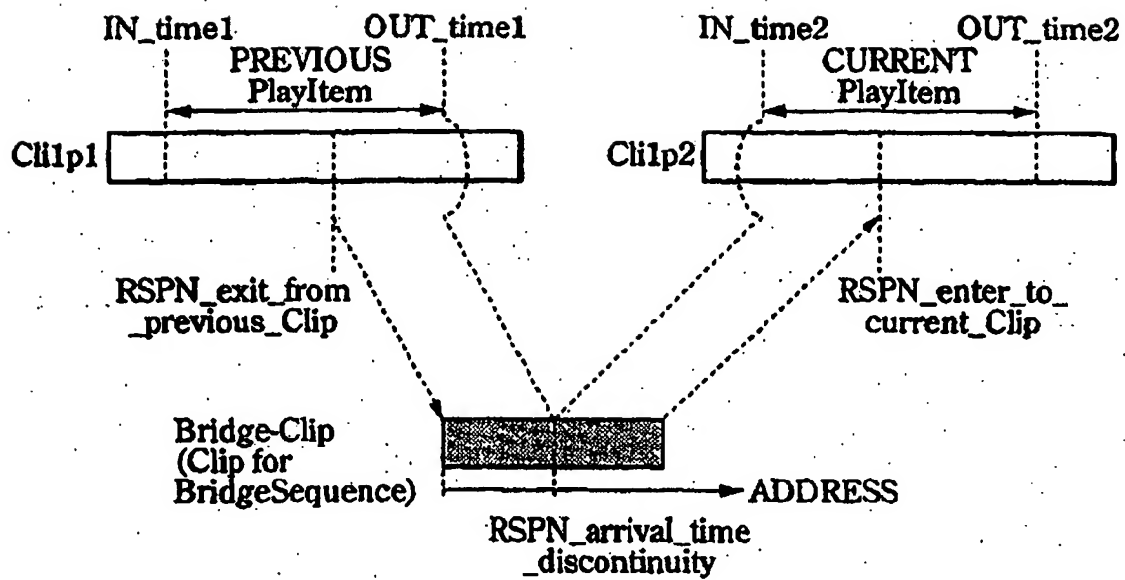 IN_time1
OUT_time1
IN_time2
OUT_time2
PREVIOUS
PlayItem
CURRENT
PlayItem
Cli1p1
Cli1p2
RSPN_exit_from
_previous_Clip
RSPN_enter_to_
current_Clip
Bridge-Clip
(Clip for
BridgeSequence)
ADDRESS
RSPN_arrival_time
_discontinuity